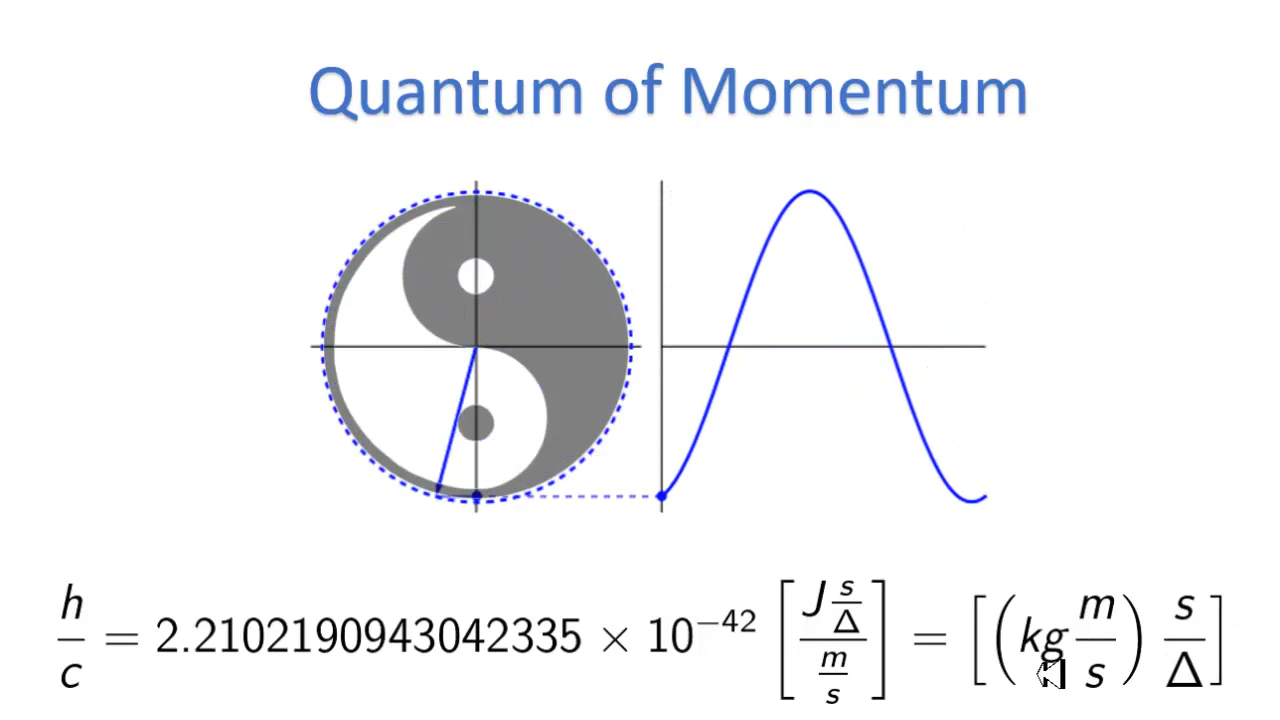 Quantum of Momentum
h/c = 2.2102190943042335 × 10⁻⁴² [J s/Δ / m/s] = [(kg m/s) s/Δ]